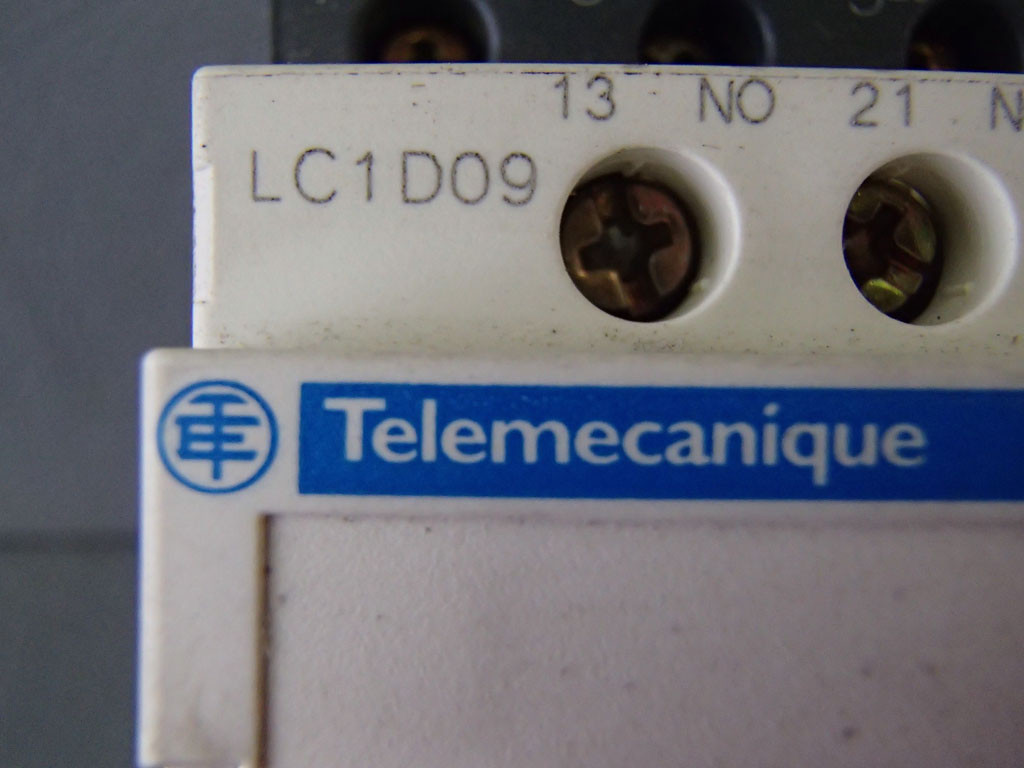 13 NO 21 N
LC1D09
Telemecanique